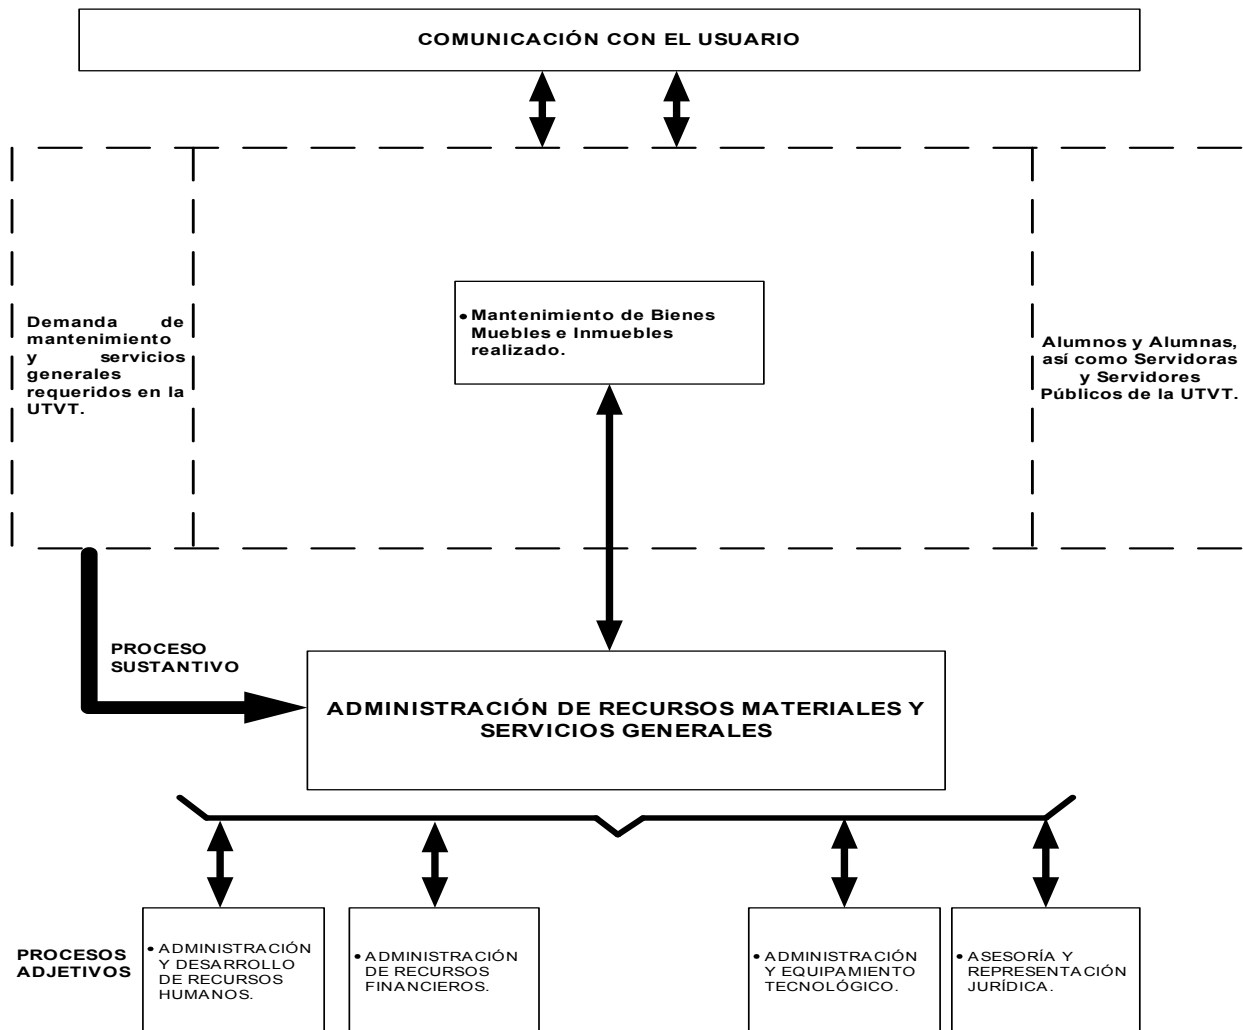 COMUNICACIÓN CON EL USUARIO
Demanda de
mantenimiento
y servicios
generales
requeridos en la
UTVT.
• Mantenimiento de Bienes
Muebles e Inmuebles
realizado.
Alumnos y Alumnas,
así como Servidoras
y Servidores
Públicos de la UTVT.
PROCESO
SUSTANTIVO
ADMINISTRACIÓN DE RECURSOS MATERIALES Y
SERVICIOS GENERALES
PROCESOS
ADJETIVOS
• ADMINISTRACIÓN
Y DESARROLLO
DE RECURSOS
HUMANOS.
• ADMINISTRACIÓN
DE RECURSOS
FINANCIEROS.
• ADMINISTRACIÓN
Y EQUIPAMIENTO
TECNOLÓGICO.
• ASESORÍA Y
REPRESENTACIÓN
JURÍDICA.